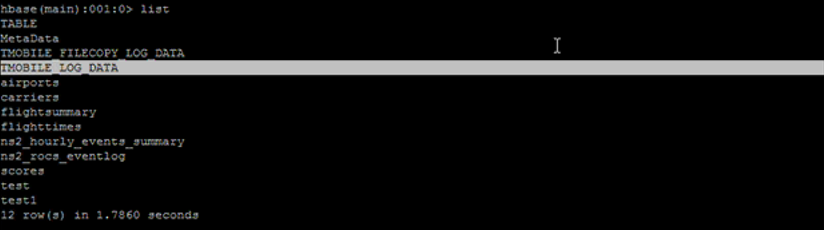 hbase(main):001:0> list
TABLE
MetaData
TMOBILE_FILECOPY_LOG_DATA
TMOBILE_LOG_DATA
airports
carriers
flightsummary
flighttimes
ns2_hourly_events_summary
ns2_rocs_eventlog
scores
test
test1
12 row(s) in 1.7860 seconds